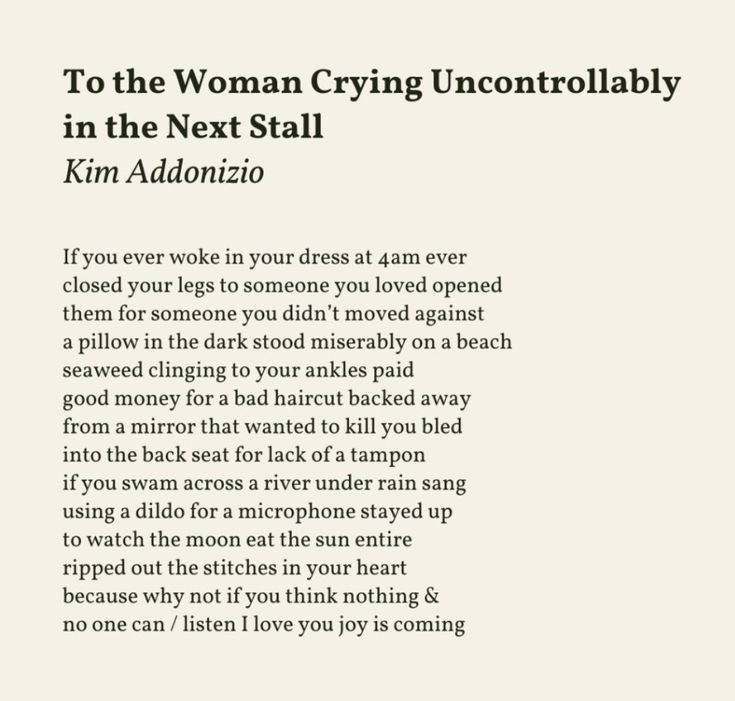 To the Woman Crying Uncontrollably
in the Next Stall
Kim Addonizio
If you ever woke in your dress at 4am ever
closed your legs to someone you loved opened
them for someone you didn’t moved against
a pillow in the dark stood miserably on a beach
seaweed clinging to your ankles paid
good money for a bad haircut backed away
from a mirror that wanted to kill you bled
into the back seat for lack of a tampon
if you swam across a river under rain sang
using a dildo for a microphone stayed up
to watch the moon eat the sun entire
ripped out the stitches in your heart
because why not if you think nothing &
no one can / listen I love you joy is coming